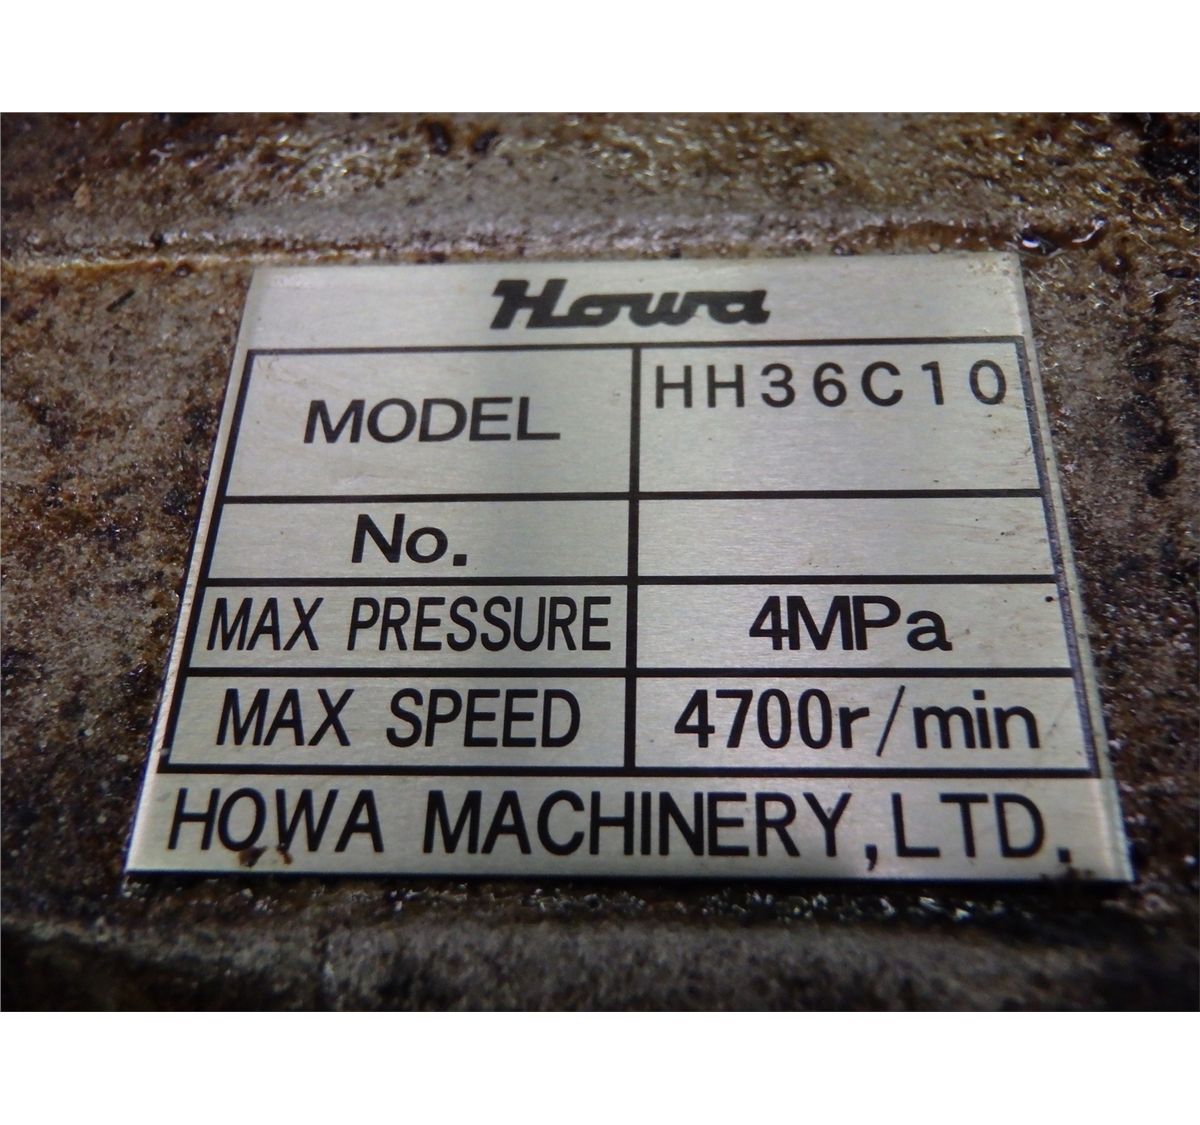 Howa
MODEL HH36C10
No.
MAX PRESSURE 4MPa
MAX SPEED 4700r/min
HOWA MACHINERY,LTD.